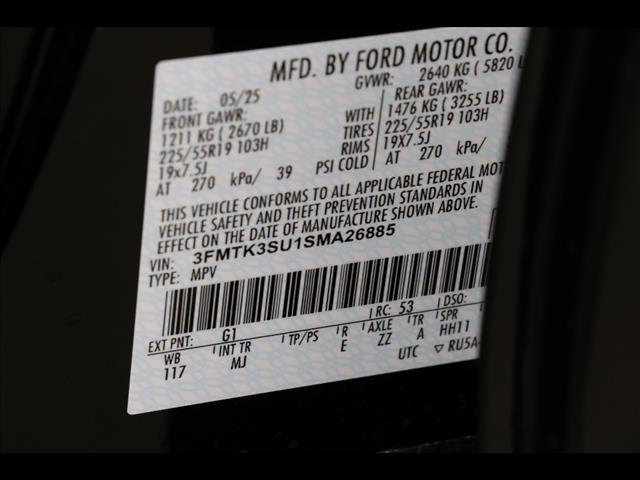 MFD. BY FORD MOTOR CO.
DATE: 05/25 GVWR: 2640 KG ( 5820 L
FRONT GAWR: REAR GAWR:
1211 KG ( 2670 LB) WITH 1476 KG ( 3255 LB)
225/55R19 103H TIRES 225/55R19 103H
19x7.5J RIMS 19x7.5J
AT 270 kPa/ 39 PSI COLD AT 270 kPa/
THIS VEHICLE CONFORMS TO ALL APPLICABLE FEDERAL MOT
VEHICLE SAFETY AND THEFT PREVENTION STANDARDS IN
EFFECT ON THE DATE OF MANUFACTURE SHOWN ABOVE.
VIN: 3FMTK3SU1SMA26885
TYPE: MPV
EXT PNT: G1 RC: 53 DSO:
WB INT TR TP/PS R AXLE TR SPR
117 MJ E ZZ A HH11
UTC ▽ RU5A-